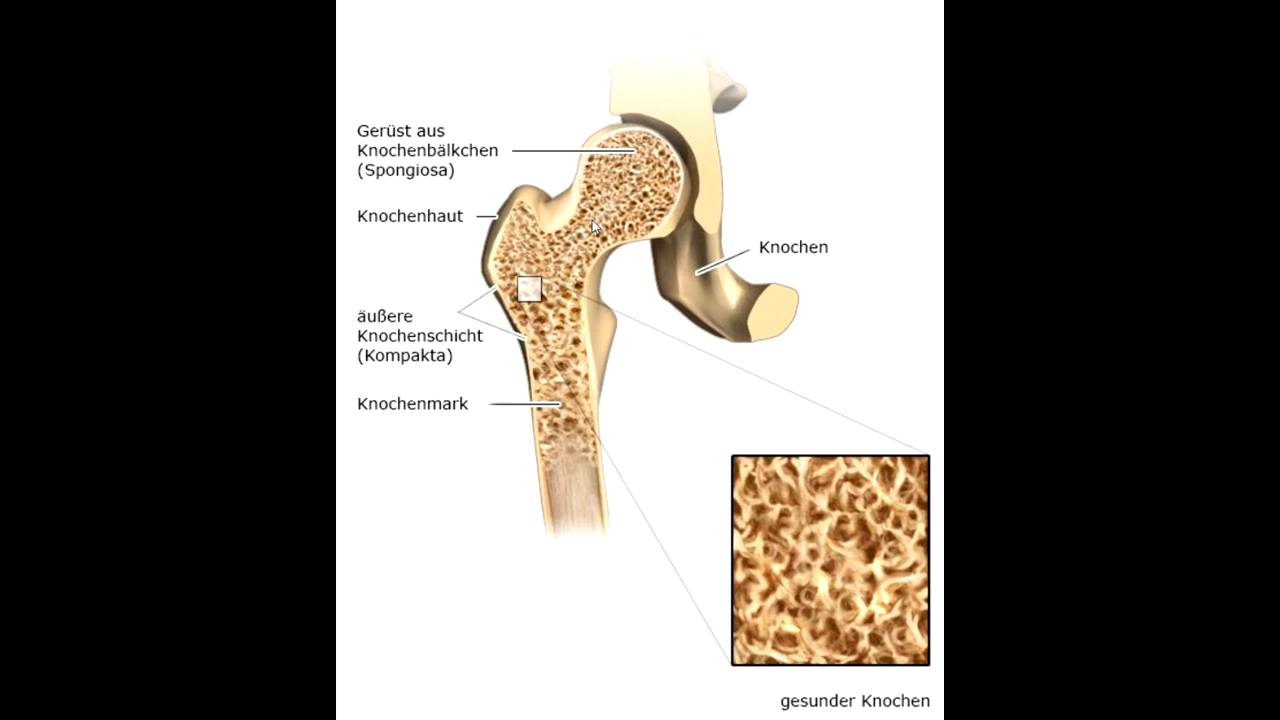 Gerüst aus
Knochenbälkchen
(Spongiosa)
Knochenhaut
Knochen
äußere
Knochenschicht
(Kompakta)
Knochenmark
gesunder Knochen